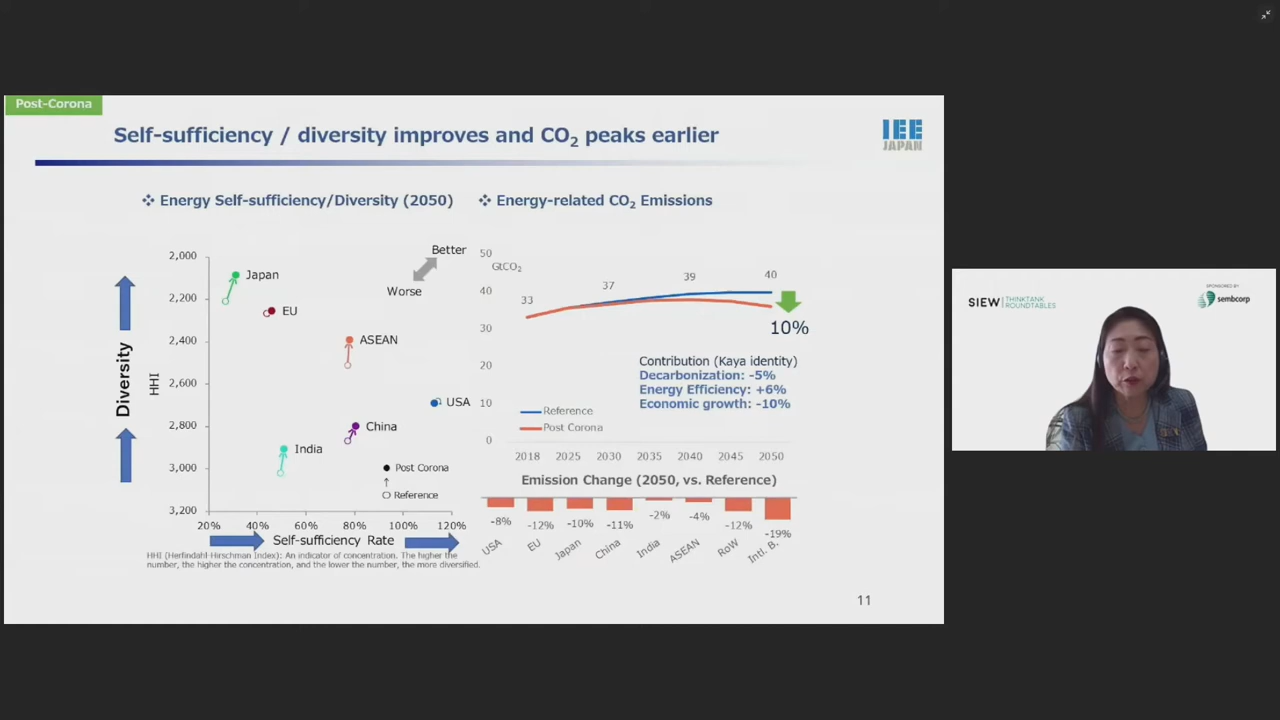 Post-Corona
Self-sufficiency / diversity improves and CO2 peaks earlier
IEE
JAPAN
❖ Energy Self-sufficiency/Diversity (2050)
Diversity
HHI
2,000
2,200
2,400
2,600
2,800
3,000
3,200
20%
40%
60%
80%
100%
120%
Self-sufficiency Rate
Better
Worse
Japan
EU
ASEAN
USA
China
India
Post Corona
Reference
HHI (Herfindahl-Hirschman Index): An indicator of concentration. The higher the
number, the higher the concentration, and the lower the number, the more diversified.
❖ Energy-related CO2 Emissions
50
40
30
20
10
0
GtCO2
33
37
39
40
10%
Contribution (Kaya identity)
Decarbonization: -5%
Energy Efficiency: +6%
Economic growth: -10%
Reference
Post Corona
2018
2025
2030
2035
2040
2045
2050
Emission Change (2050, vs. Reference)
-8%
-12%
-10%
-11%
-2%
-4%
-12%
-19%
USA
EU
Japan
China
India
ASEAN
RoW
Intl. B.
11
SIEW THINKTANK
ROUNDTABLES
SPONSORED BY
sembcorp